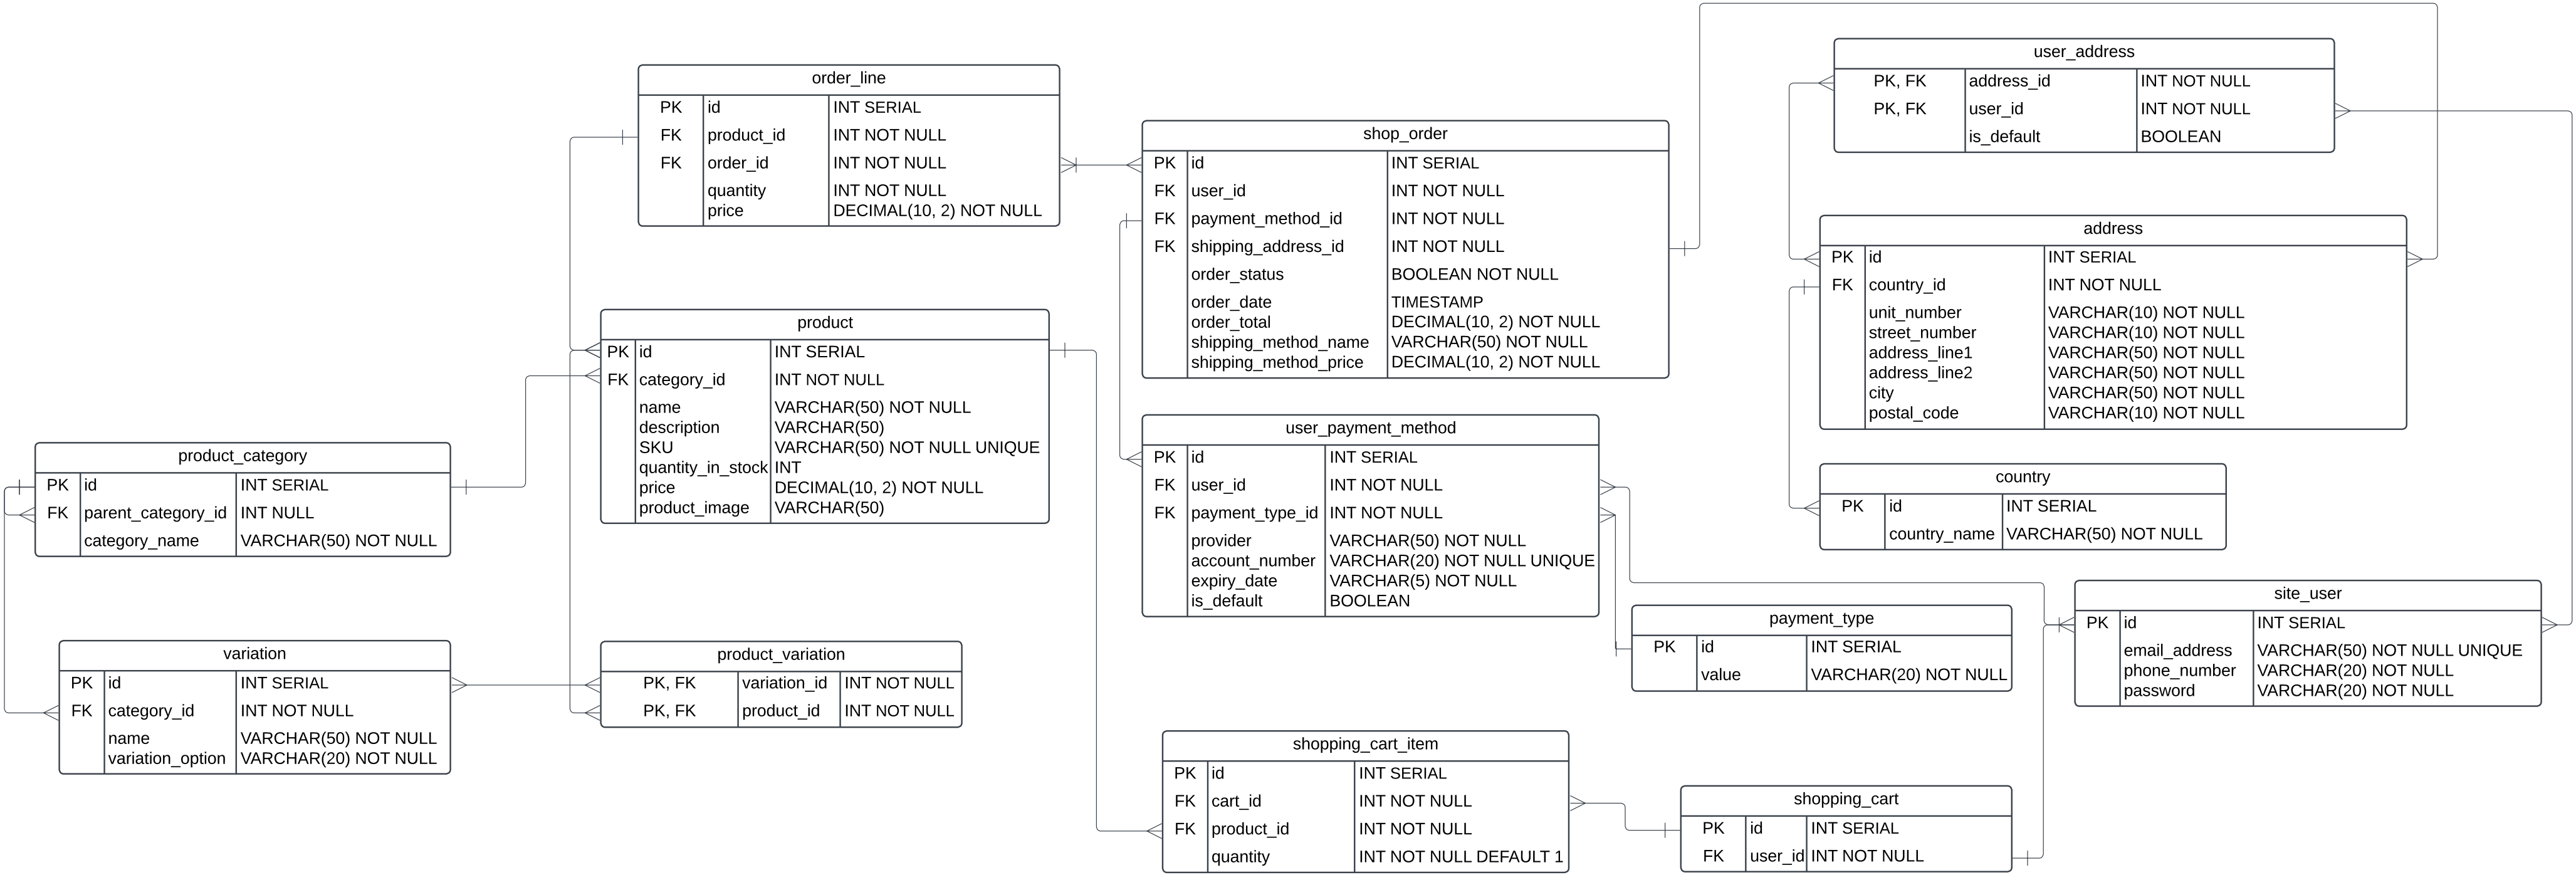 order_line
PK id INT SERIAL
FK product_id INT NOT NULL
FK order_id INT NOT NULL
quantity INT NOT NULL
price DECIMAL(10, 2) NOT NULL
product
PK id INT SERIAL
FK category_id INT NOT NULL
name VARCHAR(50) NOT NULL
description VARCHAR(50)
SKU VARCHAR(50) NOT NULL UNIQUE
quantity_in_stock INT
price DECIMAL(10, 2) NOT NULL
product_image VARCHAR(50)
product_category
PK id INT SERIAL
FK parent_category_id INT NULL
category_name VARCHAR(50) NOT NULL
variation
PK id INT SERIAL
FK category_id INT NOT NULL
name VARCHAR(50) NOT NULL
variation_option VARCHAR(20) NOT NULL
product_variation
PK, FK variation_id INT NOT NULL
PK, FK product_id INT NOT NULL
shop_order
PK id INT SERIAL
FK user_id INT NOT NULL
FK payment_method_id INT NOT NULL
FK shipping_address_id INT NOT NULL
order_status BOOLEAN NOT NULL
order_date TIMESTAMP
order_total DECIMAL(10, 2) NOT NULL
shipping_method_name VARCHAR(50) NOT NULL
shipping_method_price DECIMAL(10, 2) NOT NULL
user_payment_method
PK id INT SERIAL
FK user_id INT NOT NULL
FK payment_type_id INT NOT NULL
provider VARCHAR(50) NOT NULL
account_number VARCHAR(20) NOT NULL UNIQUE
expiry_date VARCHAR(5) NOT NULL
is_default BOOLEAN
payment_type
PK id INT SERIAL
value VARCHAR(20) NOT NULL
shopping_cart_item
PK id INT SERIAL
FK cart_id INT NOT NULL
FK product_id INT NOT NULL
quantity INT NOT NULL DEFAULT 1
shopping_cart
PK id INT SERIAL
FK user_id INT NOT NULL
user_address
PK, FK address_id INT NOT NULL
PK, FK user_id INT NOT NULL
is_default BOOLEAN
address
PK id INT SERIAL
FK country_id INT NOT NULL
unit_number VARCHAR(10) NOT NULL
street_number VARCHAR(10) NOT NULL
address_line1 VARCHAR(50) NOT NULL
address_line2 VARCHAR(50) NOT NULL
city VARCHAR(50) NOT NULL
postal_code VARCHAR(10) NOT NULL
country
PK id INT SERIAL
country_name VARCHAR(50) NOT NULL
site_user
PK id INT SERIAL
email_address VARCHAR(50) NOT NULL UNIQUE
phone_number VARCHAR(20) NOT NULL
password VARCHAR(20) NOT NULL